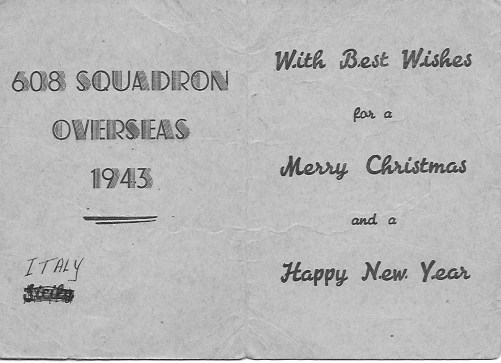 608 SQUADRON
OVERSEAS
1943
ITALY
With Best Wishes
for a
Merry Christmas
and a
Happy New Year